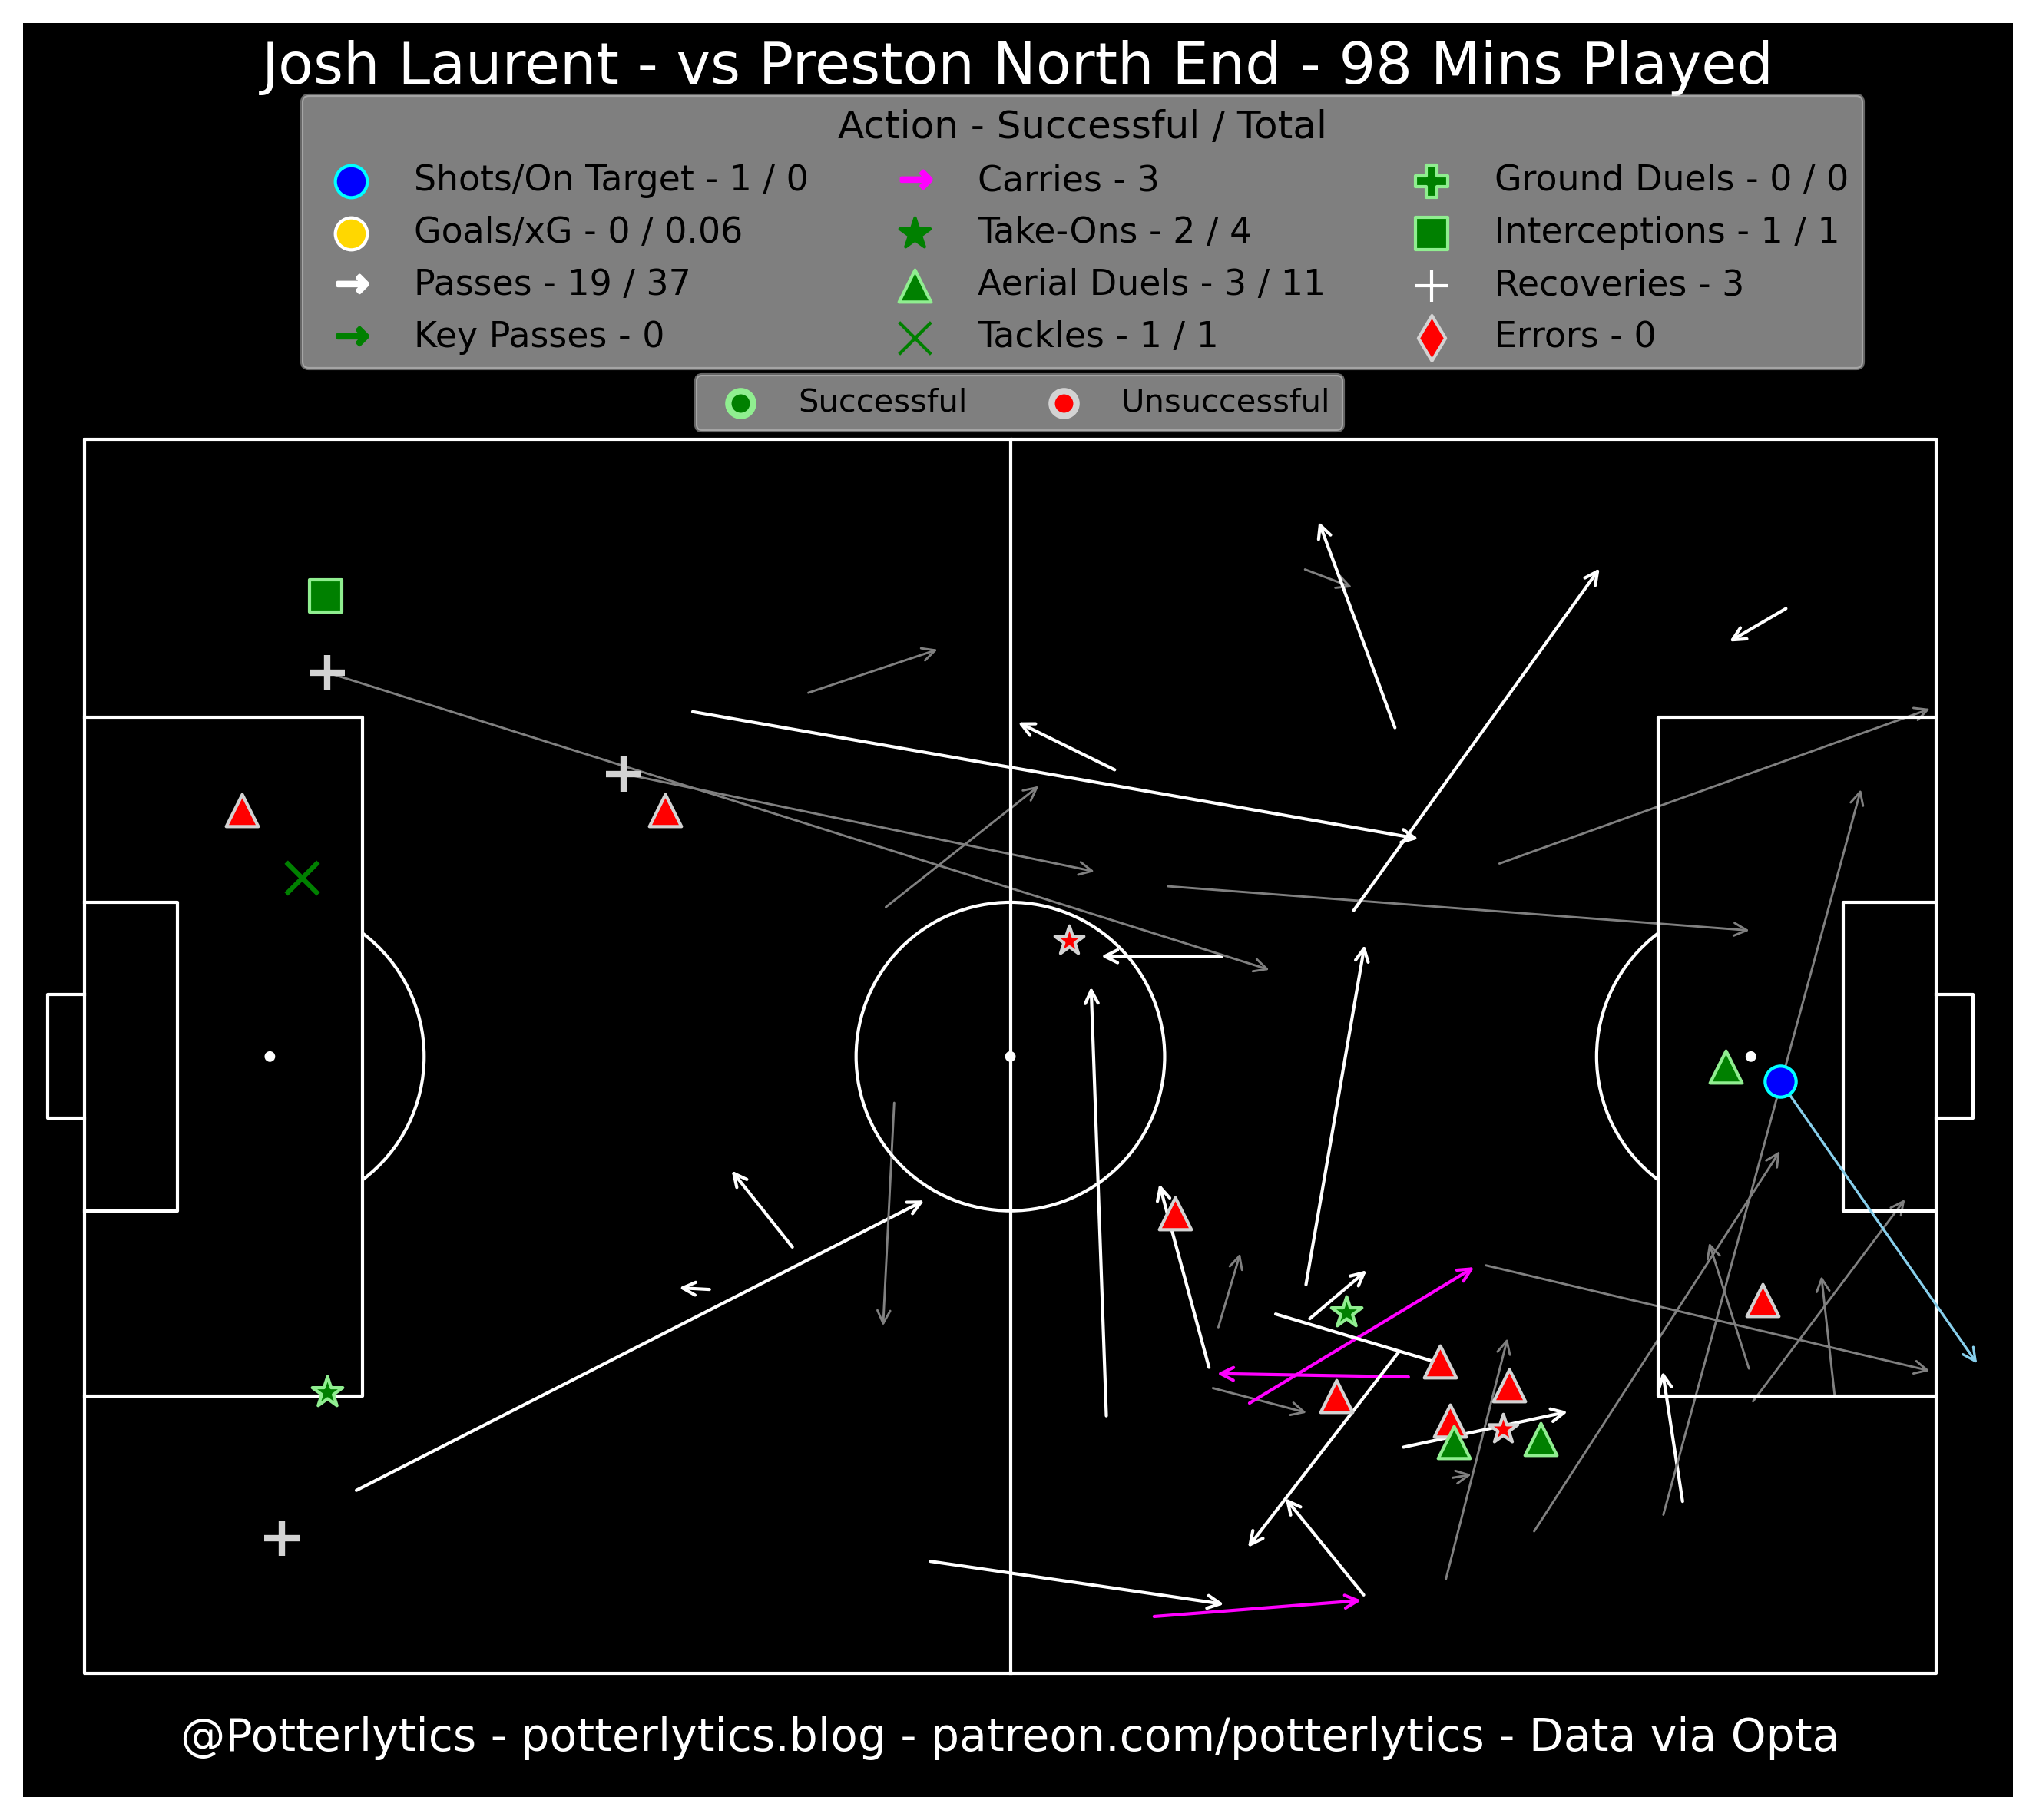 Josh Laurent - vs Preston North End - 98 Mins Played
Action - Successful / Total
Shots/On Target - 1 / 0
Goals/xG - 0 / 0.06
Passes - 19 / 37
Key Passes - 0
Carries - 3
Take-Ons - 2 / 4
Aerial Duels - 3 / 11
Tackles - 1 / 1
Ground Duels - 0 / 0
Interceptions - 1 / 1
Recoveries - 3
Errors - 0
Successful
Unsuccessful
@Potterlytics - potterlytics.blog - patreon.com/potterlytics - Data via Opta